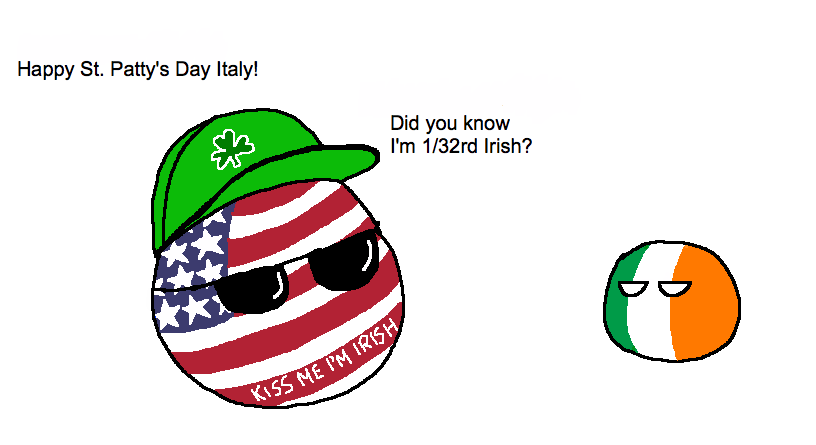 Happy St. Patty's Day Italy!
Did you know
I'm 1/32rd Irish?
KISS ME I'M IRISH